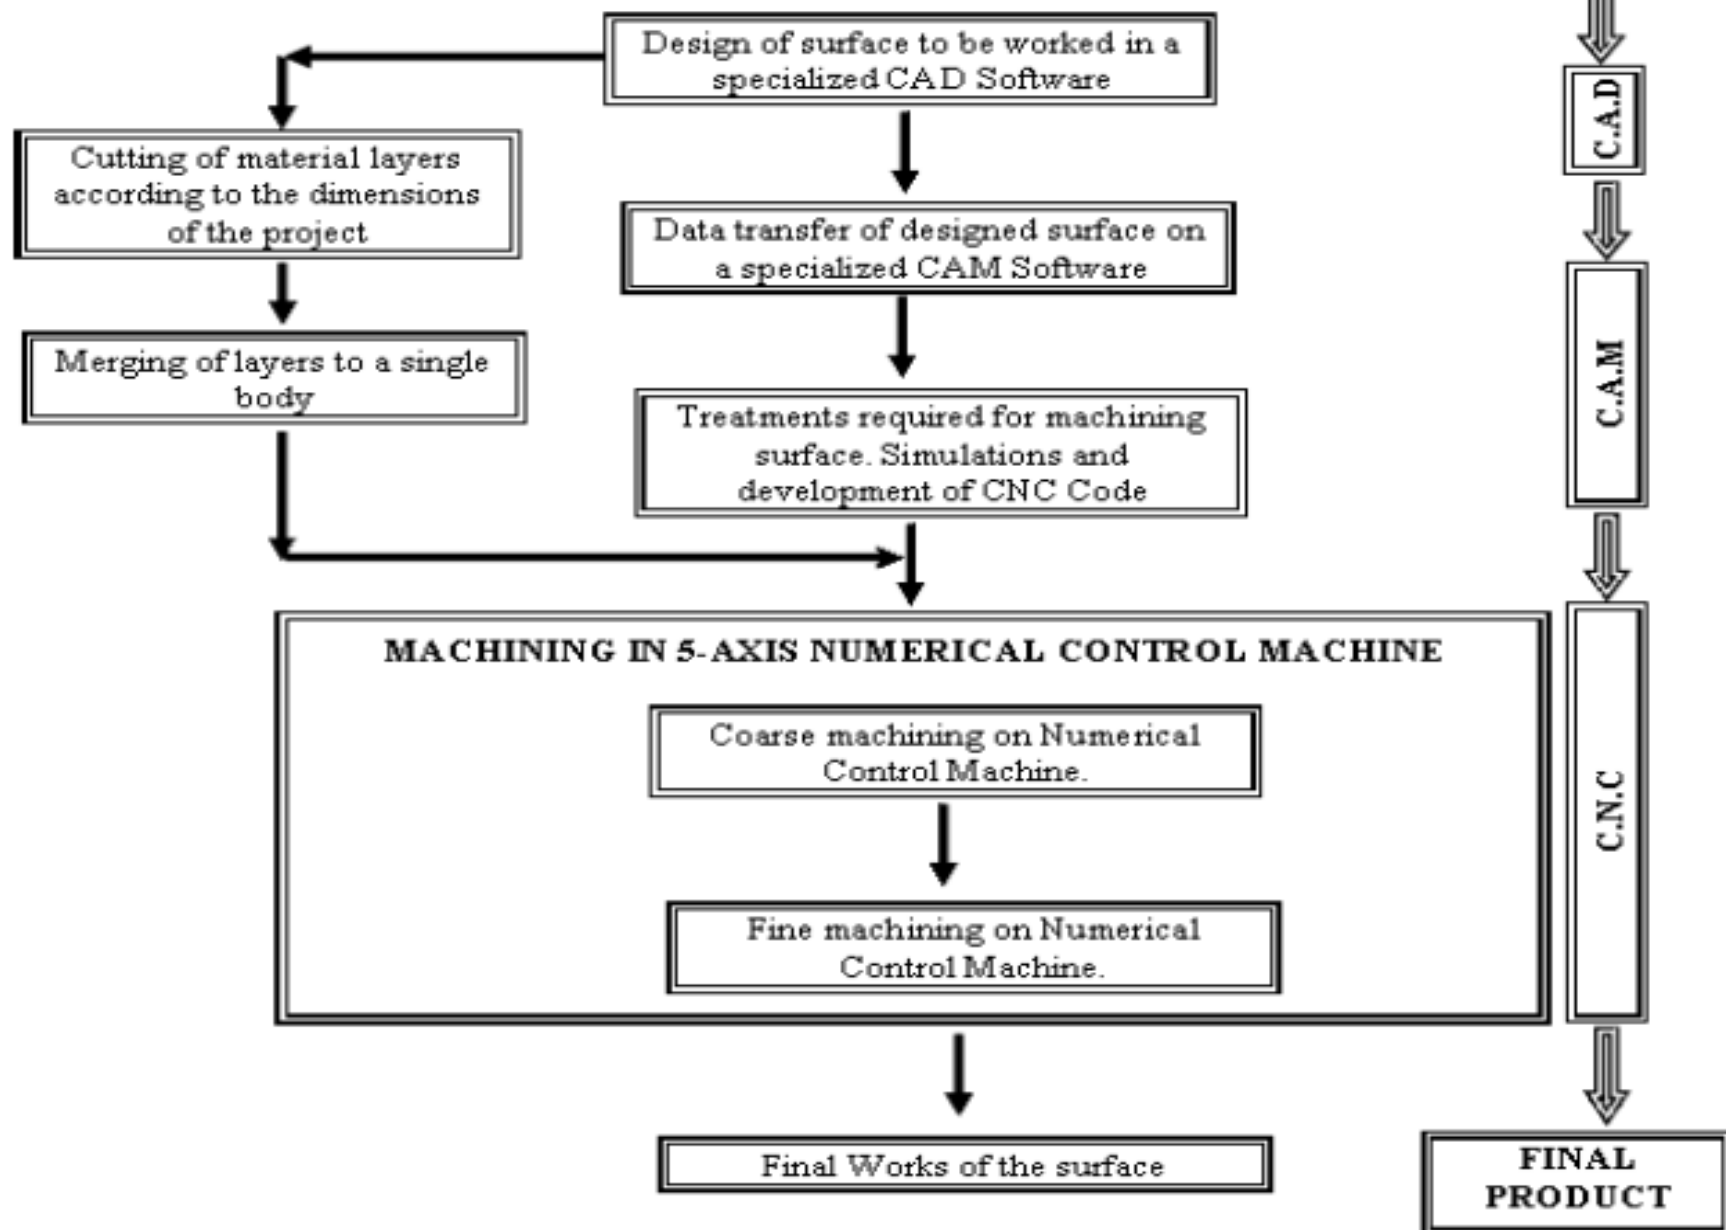 Design of surface to be worked in a
specialized CAD Software
Cutting of material layers
according to the dimensions
of the project
Data transfer of designed surface on
a specialized CAM Software
Merging of layers to a single
body
Treatments required for machining
surface. Simulations and
development of CNC Code
MACHINING IN 5-AXIS NUMERICAL CONTROL MACHINE
Coarse machining on Numerical
Control Machine.
Fine machining on Numerical
Control Machine.
Final Works of the surface
C.A.D
C.A.M
C.N.C
FINAL
PRODUCT